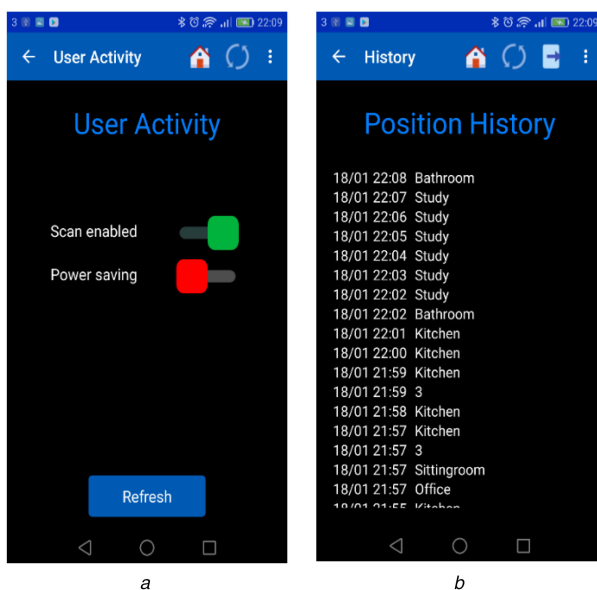 3 22:09
User Activity
User Activity
Scan enabled
Power saving
Refresh
a
3 22:09
History
Position History
18/01 22:08 Bathroom
18/01 22:07 Study
18/01 22:06 Study
18/01 22:05 Study
18/01 22:04 Study
18/01 22:03 Study
18/01 22:02 Study
18/01 22:02 Bathroom
18/01 22:01 Kitchen
18/01 22:00 Kitchen
18/01 21:59 Kitchen
18/01 21:59 3
18/01 21:58 Kitchen
18/01 21:57 Kitchen
18/01 21:57 3
18/01 21:57 Sittingroom
18/01 21:57 Office
18/01 21:55 Kitchen
b